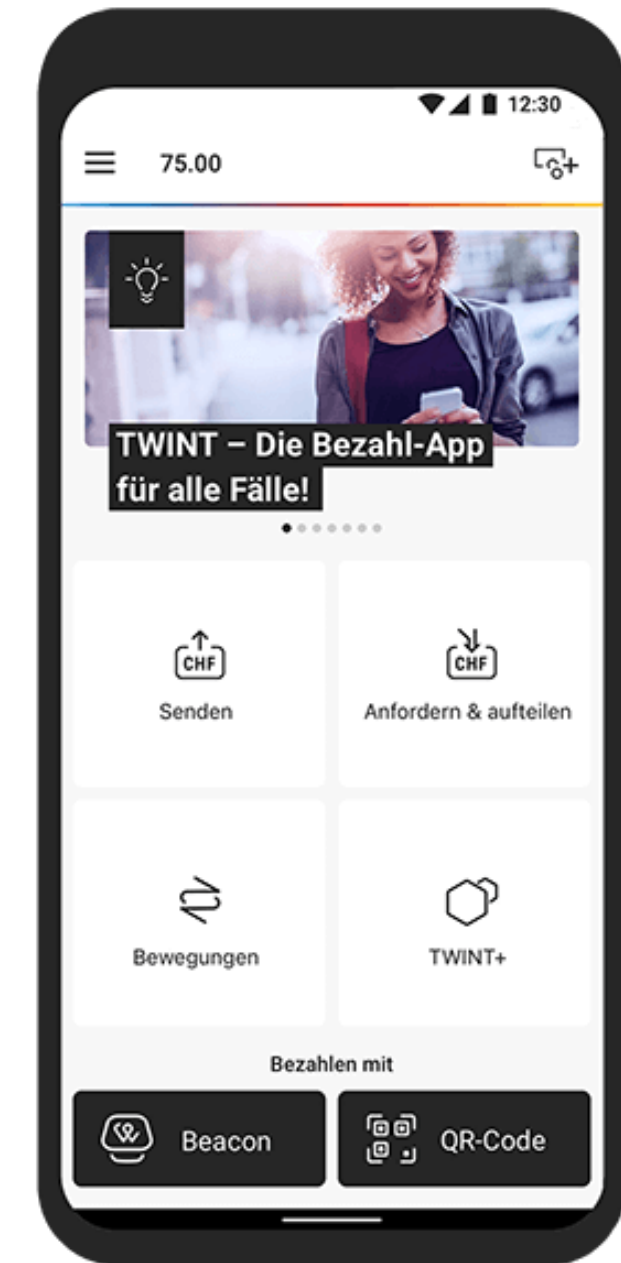 12:30
75.00
TWINT – Die Bezahl-App
für alle Fälle!
CHF
CHF
Senden
Anfordern & aufteilen
Bewegungen
TWINT+
Bezahlen mit
Beacon
QR-Code